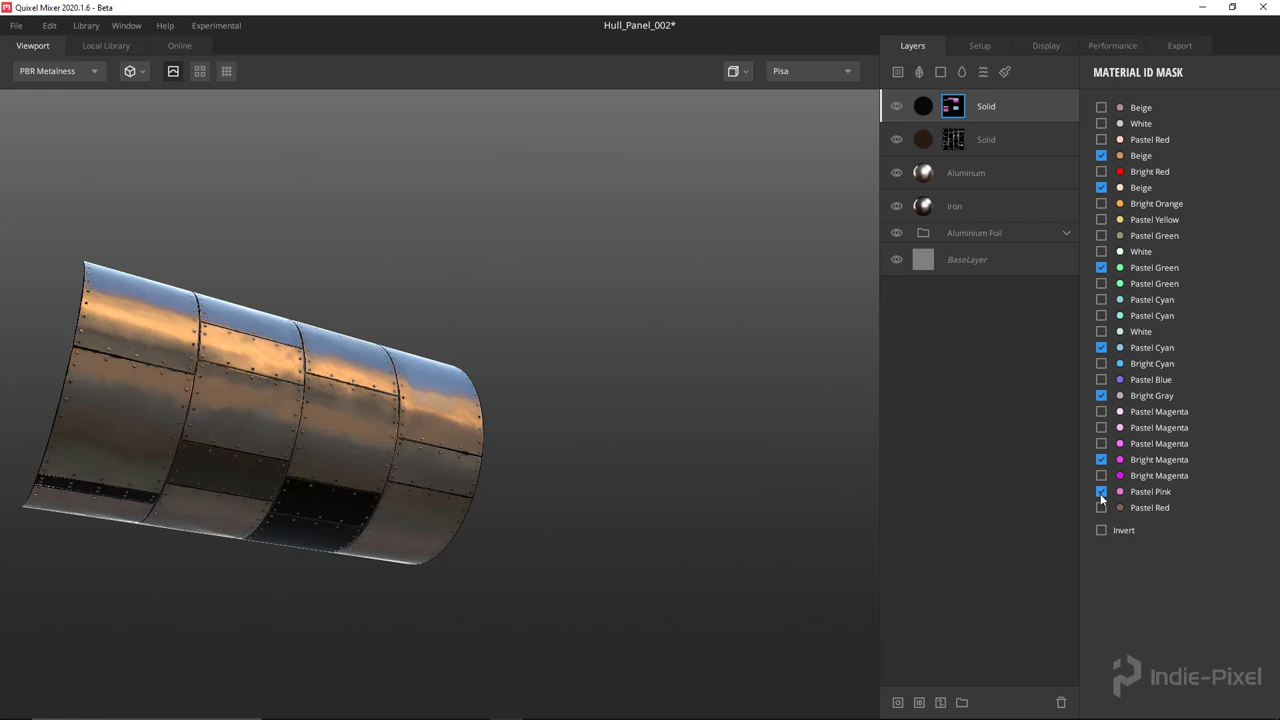 Quixel Mixer 2020.1.6 - Beta
File Edit Library Window Help Experimental
Hull_Panel_002*
Viewport Local Library Online
Layers Setup Display Performance Export
PBR Metalness
Pisa
Solid
Solid
Aluminum
Iron
Aluminium Foil
BaseLayer
MATERIAL ID MASK
Beige
White
Pastel Red
Beige
Bright Red
Beige
Bright Orange
Pastel Yellow
Pastel Green
White
Pastel Green
Pastel Green
Pastel Cyan
Pastel Cyan
White
Pastel Cyan
Bright Cyan
Pastel Blue
Bright Gray
Pastel Magenta
Pastel Magenta
Pastel Magenta
Bright Magenta
Bright Magenta
Pastel Pink
Pastel Red
Invert
Indie-Pixel